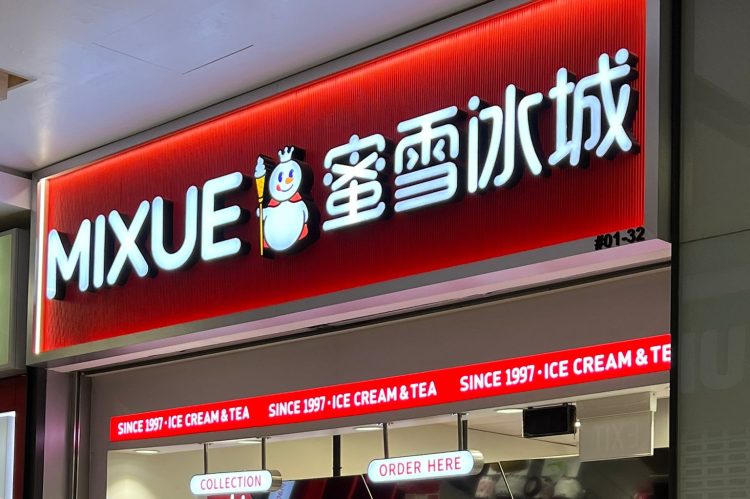 MIXUE 蜜雪冰城
#01-32
SINCE 1997·ICE CREAM & TEA SINCE 1997·ICE CREAM & TEA SINCE 1997·ICE CREAM & TE
COLLECTION
ORDER HERE